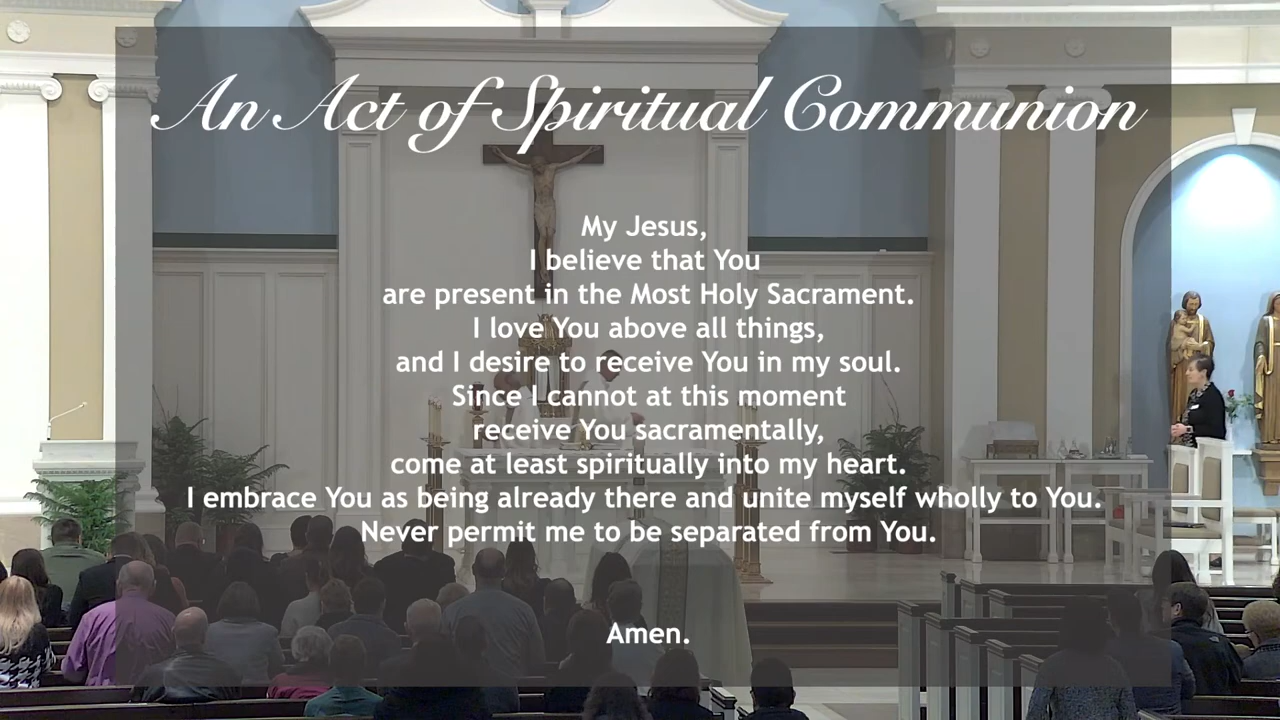 An Act of Spiritual Communion
My Jesus,
I believe that You
are present in the Most Holy Sacrament.
I love You above all things,
and I desire to receive You in my soul.
Since I cannot at this moment
receive You sacramentally,
come at least spiritually into my heart.
I embrace You as being already there and unite myself wholly to You.
Never permit me to be separated from You.
Amen.